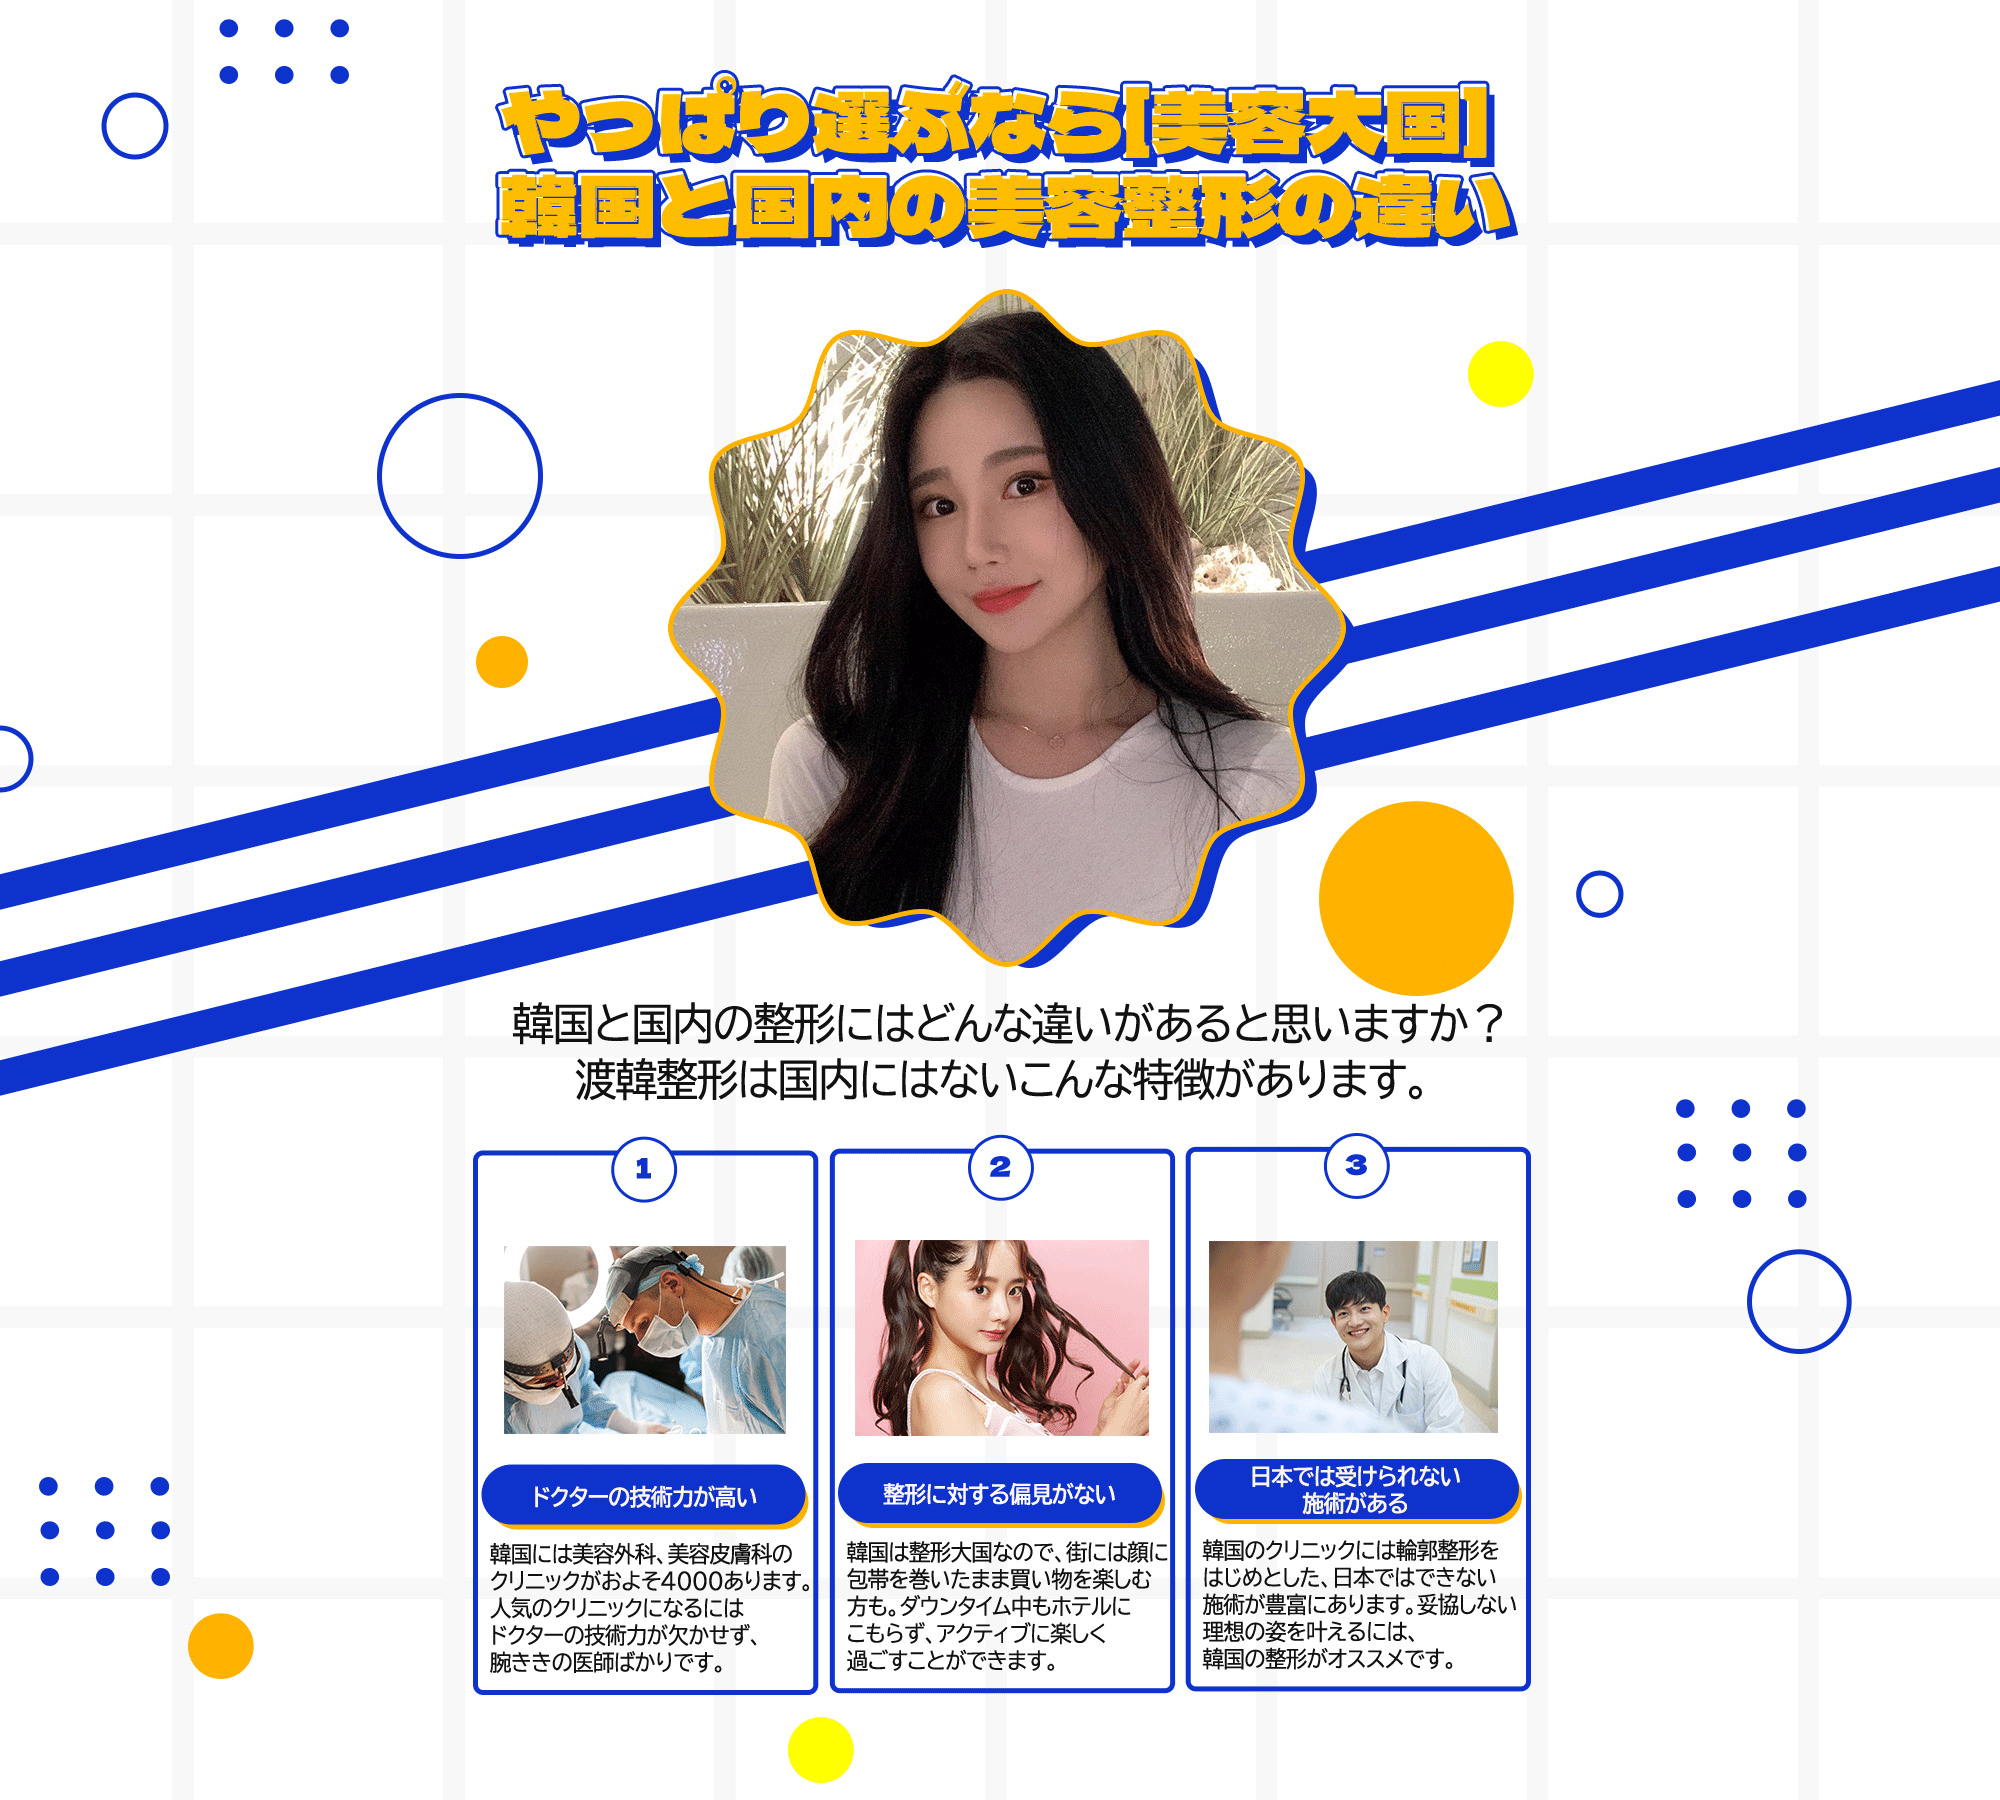 やっぱり選ぶなら[美容大国]
韓国と国内の美容整形の違い
韓国と国内の整形にはどんな違いがあると思いますか？
渡韓整形は国内にはないこんな特徴があります。
1
ドクターの技術力が高い
韓国には美容外科、美容皮膚科の
クリニックがおよそ4000あります。
人気のクリニックになるには
ドクターの技術力が欠かせず、
腕ききの医師ばかりです。
2
整形に対する偏見がない
韓国は整形大国なので、街には顔に
包帯を巻いたまま買い物を楽しむ
方も。ダウンタイム中もホテルに
こもらず、アクティブに楽しく
過ごすことができます。
3
日本では受けられない
施術がある
韓国のクリニックには輪郭整形を
はじめとした、日本ではできない
施術が豊富にあります。妥協しない
理想の姿を叶えるには、
韓国の整形がオススメです。